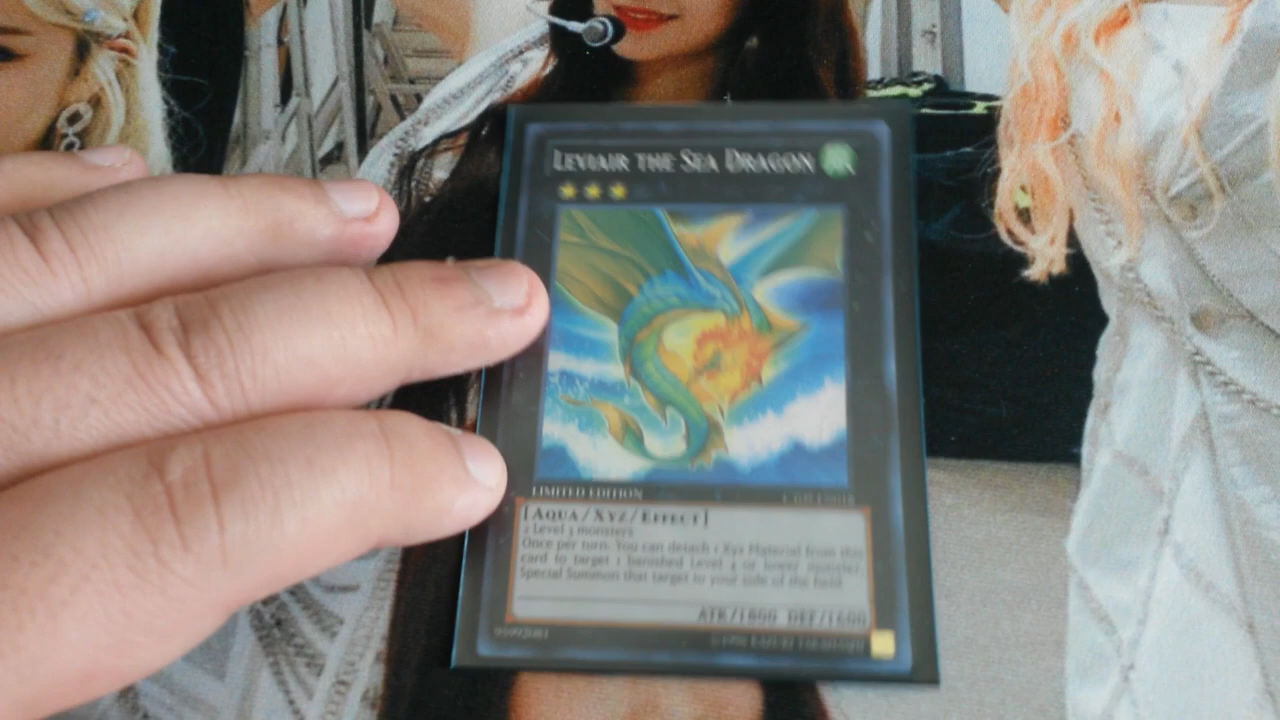 LEVIAIR THE SEA DRAGON
LIMITED EDITION
[AQUA/XYZ/EFFECT]
2 Level 3 monsters
Once per turn: You can detach 1 Xyz Material from this
card to target 1 banished Level 4 or lower monster;
Special Summon that target to your side of the field.
ATK/1800 DEF/1600
95992081